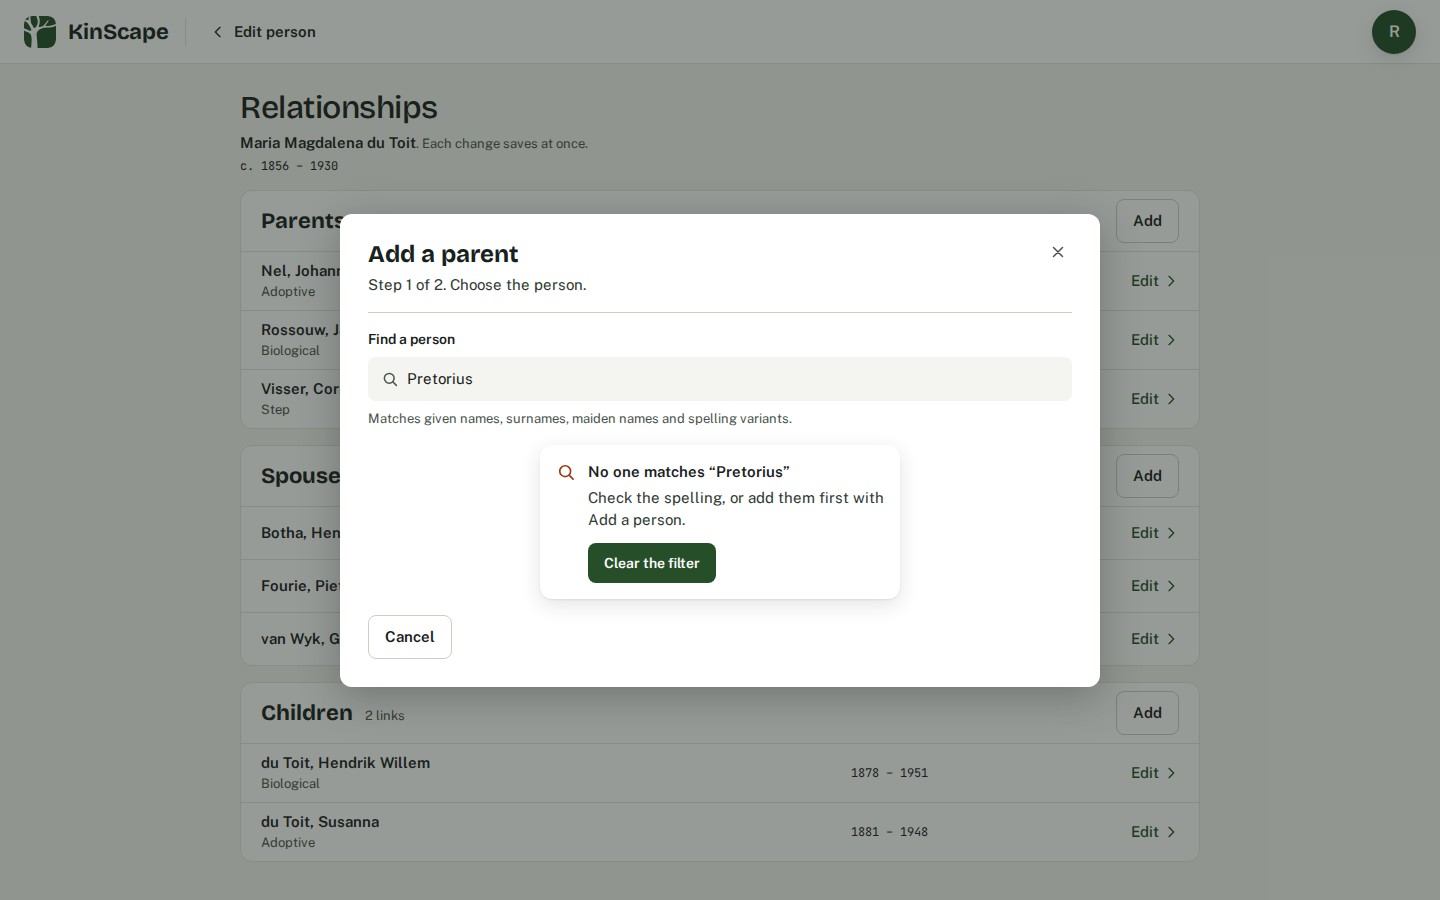 KinScape
Edit person
R
Relationships
Maria Magdalena du Toit. Each change saves at once.
c. 1856 – 1930
Parents
Add
Nel,
Adoptive
Edit
Rossouw,
Biological
Edit
Visser,
Step
Edit
Add a parent
Step 1 of 2. Choose the person.
Find a person
Pretorius
Matches given names, surnames, maiden names and spelling variants.
No one matches “Pretorius”
Check the spelling, or add them first with
Add a person.
Clear the filter
Cancel
Spouse
Add
Botha,
Edit
Fourie,
Edit
van Wyk,
Edit
Children 2 links
Add
du Toit, Hendrik Willem
Biological
1878 – 1951
Edit
du Toit, Susanna
Adoptive
1881 – 1948
Edit